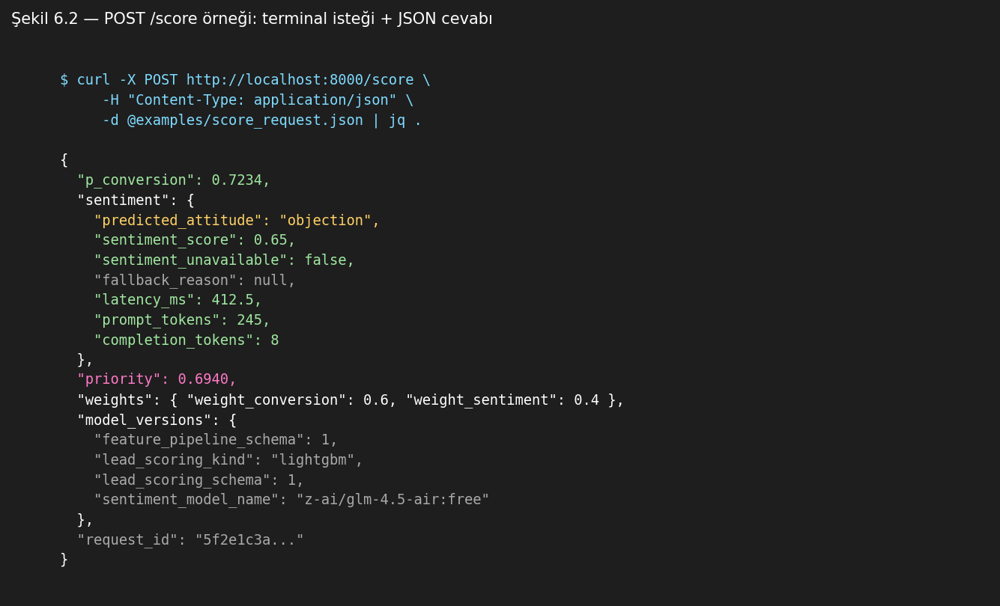 Şekil 6.2 — POST /score örneği: terminal isteği + JSON cevabı
$ curl -X POST http://localhost:8000/score \
     -H "Content-Type: application/json" \
     -d @examples/score_request.json | jq .
{
  "p_conversion": 0.7234,
  "sentiment": {
    "predicted_attitude": "objection",
    "sentiment_score": 0.65,
    "sentiment_unavailable": false,
    "fallback_reason": null,
    "latency_ms": 412.5,
    "prompt_tokens": 245,
    "completion_tokens": 8
  },
  "priority": 0.6940,
  "weights": { "weight_conversion": 0.6, "weight_sentiment": 0.4 },
  "model_versions": {
    "feature_pipeline_schema": 1,
    "lead_scoring_kind": "lightgbm",
    "lead_scoring_schema": 1,
    "sentiment_model_name": "z-ai/glm-4.5-air:free"
  },
  "request_id": "5f2e1c3a..."
}